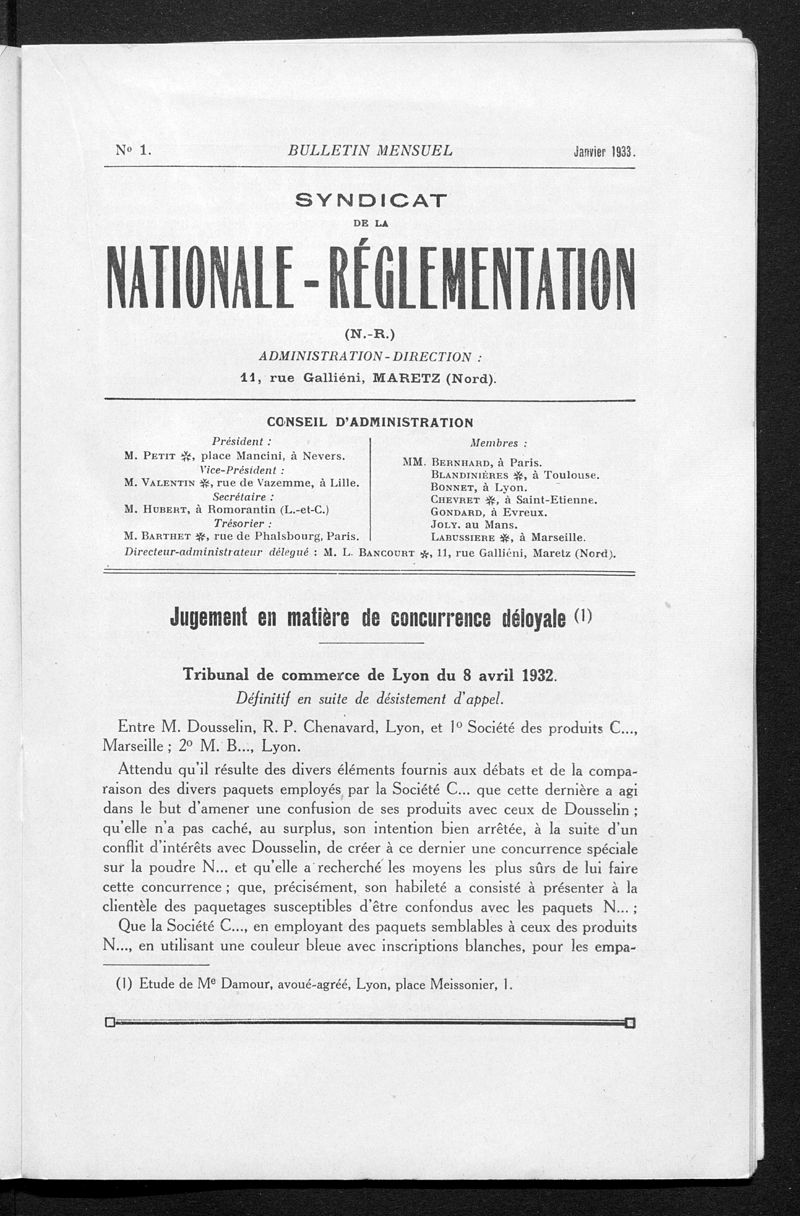 Nº 1. BULLETIN MENSUEL Janvier 1933.
SYNDICAT
DE LA
NATIONALE-RÉGLEMENTATION
(N.-R.)
ADMINISTRATION-DIRECTION :
11, rue Galliéni, MARETZ (Nord).
CONSEIL D'ADMINISTRATION
Président :
M. PETIT ✻, place Mancini, à Nevers.
Vice-Président :
M. VALENTIN ✻, rue de Vazemme, à Lille.
Secrétaire :
M. HUBERT, à Romorantin (L.-et-C.)
Trésorier :
M. BARTHET ✻, rue de Phalsbourg, Paris.
Membres :
MM. BERNHARD, à Paris.
BLANDINIÈRES ✻, à Toulouse.
BONNET, à Lyon.
CHEVRET ✻, à Saint-Etienne.
GONDARD, à Evreux.
JOLY. au Mans.
LABUSSIERE ✻, à Marseille.
Directeur-administrateur délegué : M. L. BANCOURT ✻, 11, rue Galliéni, Maretz (Nord).
Jugement en matière de concurrence déloyale (1)
Tribunal de commerce de Lyon du 8 avril 1932.
Définitif en suite de désistement d'appel.
Entre M. Dousselin, R. P. Chenavard, Lyon, et 1º Société des produits C...,
Marseille ; 2º M. B..., Lyon.
Attendu qu'il résulte des divers éléments fournis aux débats et de la compa-
raison des divers paquets employés par la Société C... que cette dernière a agi
dans le but d'amener une confusion de ses produits avec ceux de Dousselin ;
qu'elle n'a pas caché, au surplus, son intention bien arrêtée, à la suite d'un
conflit d'intérêts avec Dousselin, de créer à ce dernier une concurrence spéciale
sur la poudre N... et qu'elle a recherché les moyens les plus sûrs de lui faire
cette concurrence ; que, précisément, son habileté a consisté à présenter à la
clientèle des paquetages susceptibles d'être confondus avec les paquets N... ;
Que la Société C..., en employant des paquets semblables à ceux des produits
N..., en utilisant une couleur bleue avec inscriptions blanches, pour les empa-
(1) Etude de Me Damour, avoué-agréé, Lyon, place Meissonier, 1.